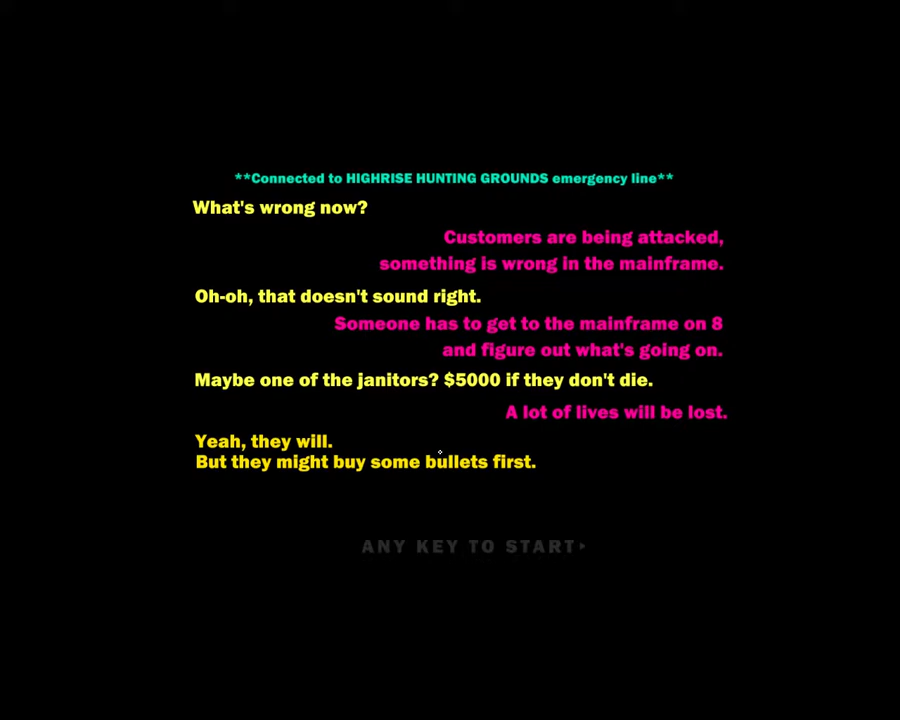 **Connected to HIGHRISE HUNTING GROUNDS emergency line**
What's wrong now?
Customers are being attacked,
something is wrong in the mainframe.
Oh-oh, that doesn't sound right.
Someone has to get to the mainframe on 8
and figure out what's going on.
Maybe one of the janitors? $5000 if they don't die.
A lot of lives will be lost.
Yeah, they will.
But they might buy some bullets first.
ANY KEY TO START